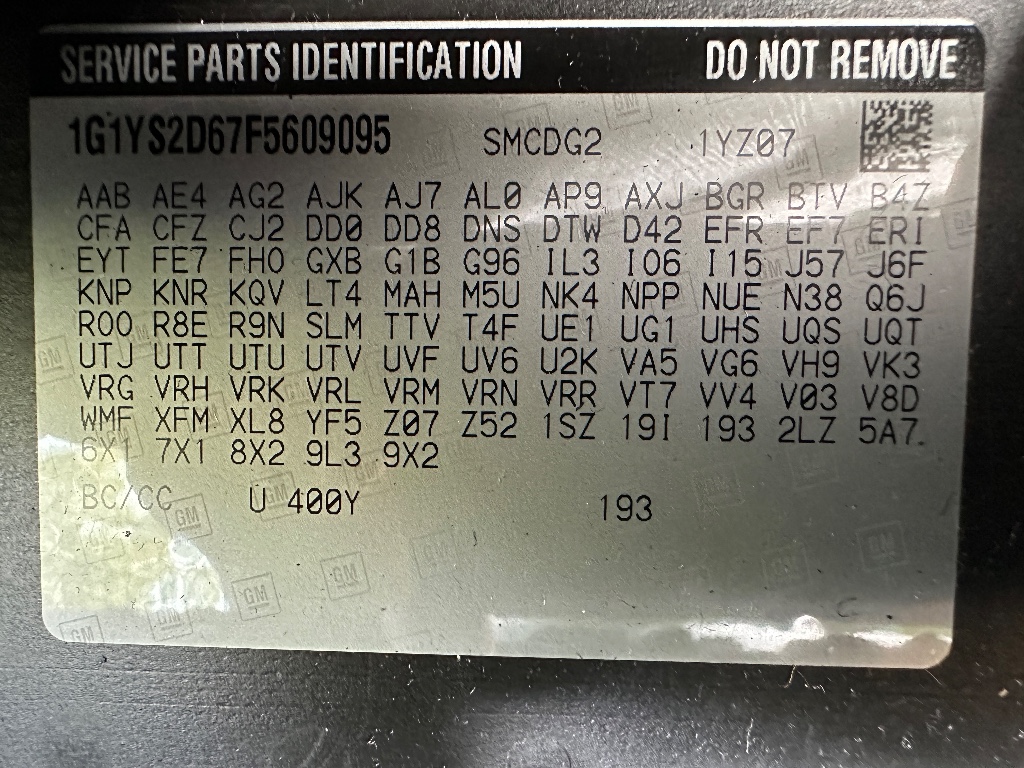 SERVICE PARTS IDENTIFICATION DO NOT REMOVE
1G1YS2D67F5609095 SMCDG2 1YZ07
AAB AE4 AG2 AJK AJ7 AL0 AP9 AXJ BGR BTV B4Z
CFA CFZ CJ2 DD0 DD8 DNS DTW D42 EFR EF7 ERI
EYT FE7 FHO GXB G1B G96 IL3 IO6 I15 J57 J6F
KNP KNR KQV LT4 MAH M5U NK4 NPP NUE N38 Q6J
ROO R8E R9N SLM TTV T4F UE1 UG1 UHS UQS UQT
UTJ UTT UTU UTV UVF UV6 U2K VA5 VG6 VH9 VK3
VRG VRH VRK VRL VRM VRN VRR VT7 VV4 V03 V8D
WMF XFM XL8 YF5 Z07 Z52 1SZ 19I 193 2LZ 5A7
6X1 7X1 8X2 9L3 9X2
BC/CC U 400Y 193